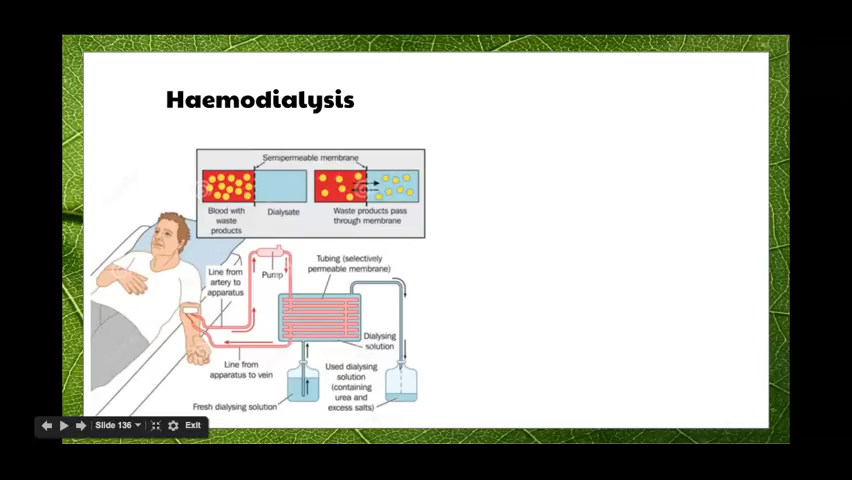 Haemodialysis
Semipermeable membrane
Blood with
waste
products
Dialysate
Waste products pass
through membrane
Line from
artery to
apparatus
Pump
Tubing (selectively
permeable membrane)
Dialysing
solution
Line from
apparatus to vein
Used dialysing
solution
(containing
urea and
excess salts)
Fresh dialysing solution
Slide 136
Exit